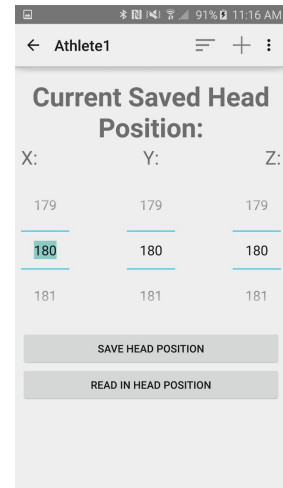 91% 11:16 AM
Athlete1
Current Saved Head
Position:
X: Y: Z:
179 179 179
180 180 180
181 181 181
SAVE HEAD POSITION
READ IN HEAD POSITION